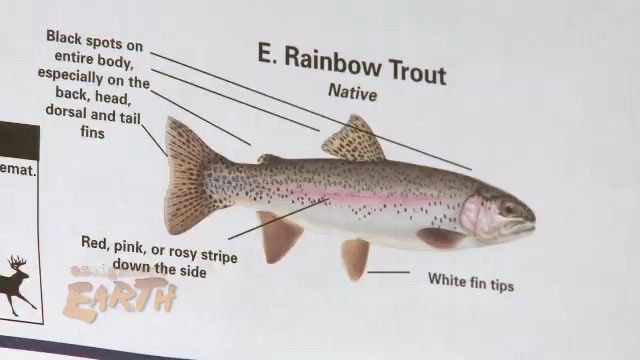 Black spots on
entire body,
especially on the
back, head,
dorsal and tail
fins
E. Rainbow Trout
Native
emat.
Red, pink, or rosy stripe
down the side
White fin tips
EARTH